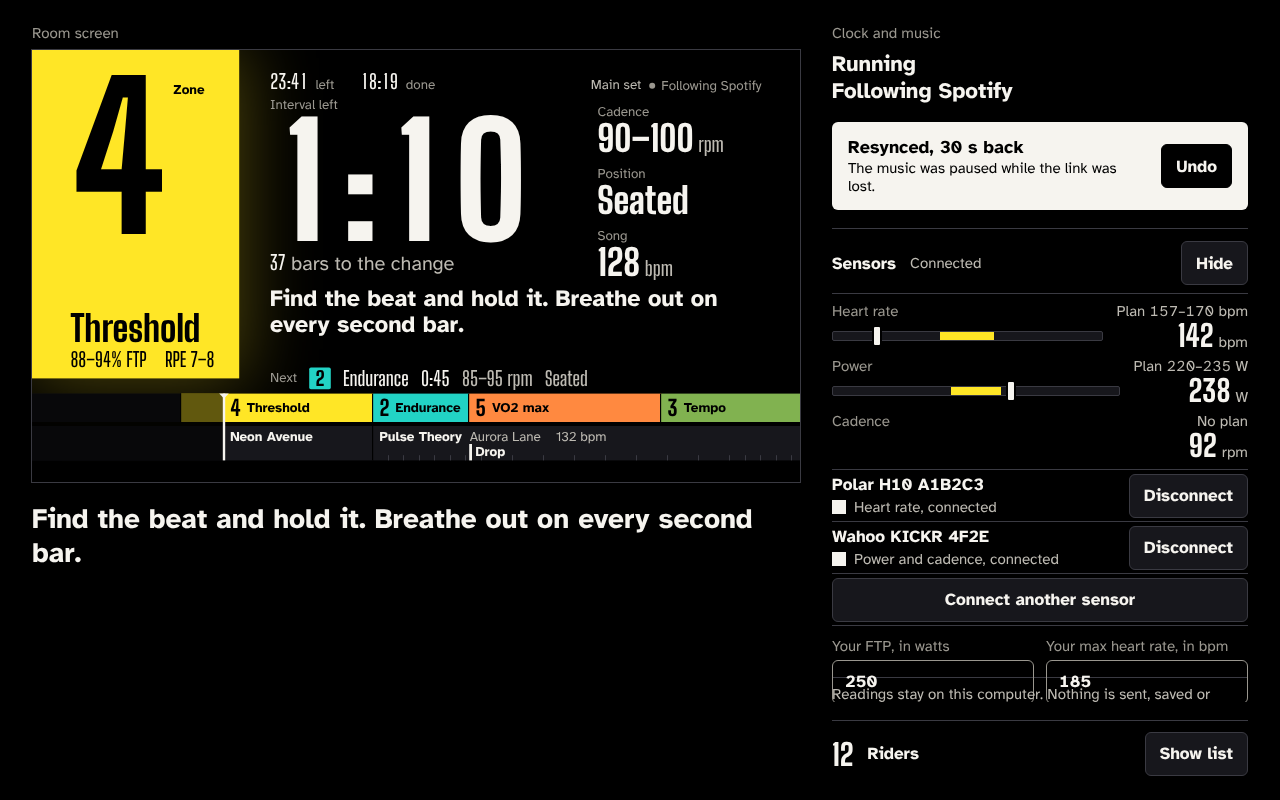 Room screen
4
Zone
Threshold
88–94% FTP RPE 7–8
23:41 left 18:19 done
Interval left
1:10
37 bars to the change
Main set • Following Spotify
Cadence
90–100 rpm
Position
Seated
Song
128 bpm
Find the beat and hold it. Breathe out on
every second bar.
Next 2 Endurance 0:45 85–95 rpm Seated
4 Threshold
2 Endurance
5 VO2 max
3 Tempo
Neon Avenue
Pulse Theory Aurora Lane 132 bpm
Drop
Find the beat and hold it. Breathe out on every second
bar.
Clock and music
Running
Following Spotify
Resynced, 30 s back
The music was paused while the link was
lost.
Undo
Sensors Connected
Hide
Heart rate Plan 157–170 bpm
142 bpm
Power Plan 220–235 W
238 W
Cadence No plan
92 rpm
Polar H10 A1B2C3
Heart rate, connected
Disconnect
Wahoo KICKR 4F2E
Power and cadence, connected
Disconnect
Connect another sensor
Your FTP, in watts
250
Your max heart rate, in bpm
185
Readings stay on this computer. Nothing is sent, saved or
12 Riders
Show list